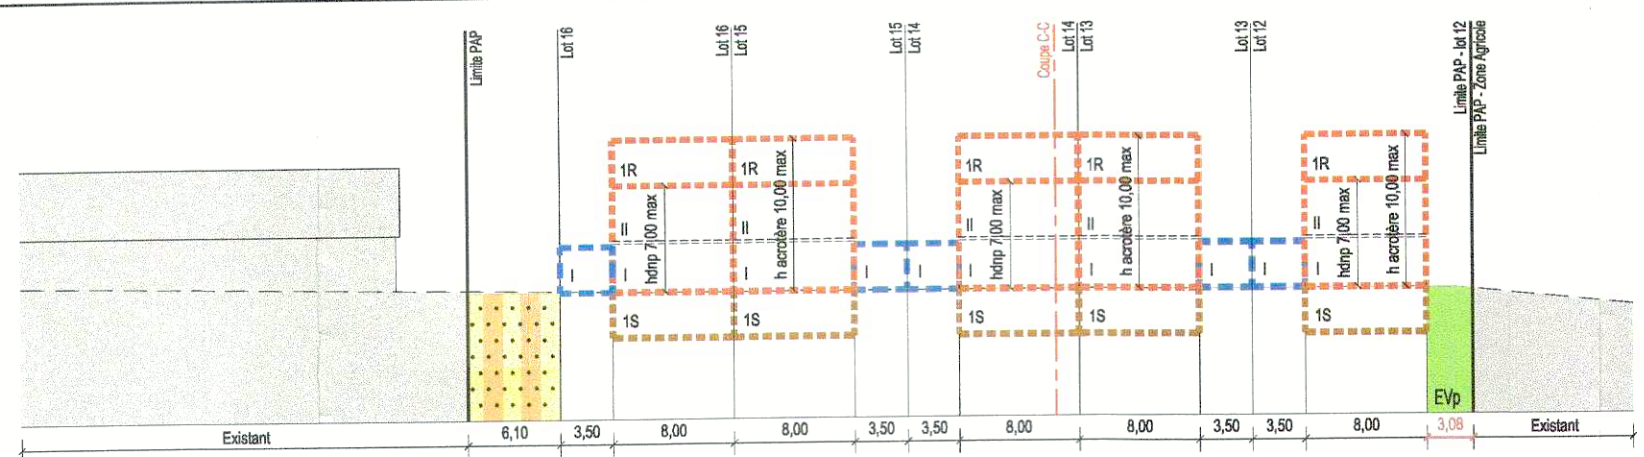 Limite PAP
Lot 16
Lot 16
Lot 15
Lot 15
Lot 14
Coupe C-C
Lot 14
Lot 13
Lot 13
Lot 12
Limite PAP - lot 12
Limite PAP - Zone Agricole
1R
1R
1R
1R
1R
II
II
II
II
II
hdnp 7,00 max
h acrotère 10,00 max
hdnp 7,00 max
h acrotère 10,00 max
hdnp 7,00 max
h acrotère 10,00 max
I
I
I
I
I
I
I
I
I
I
1S
1S
1S
1S
1S
EVp
Existant
6,10
3,50
8,00
8,00
3,50
3,50
8,00
8,00
3,50
3,50
8,00
3,08
Existant